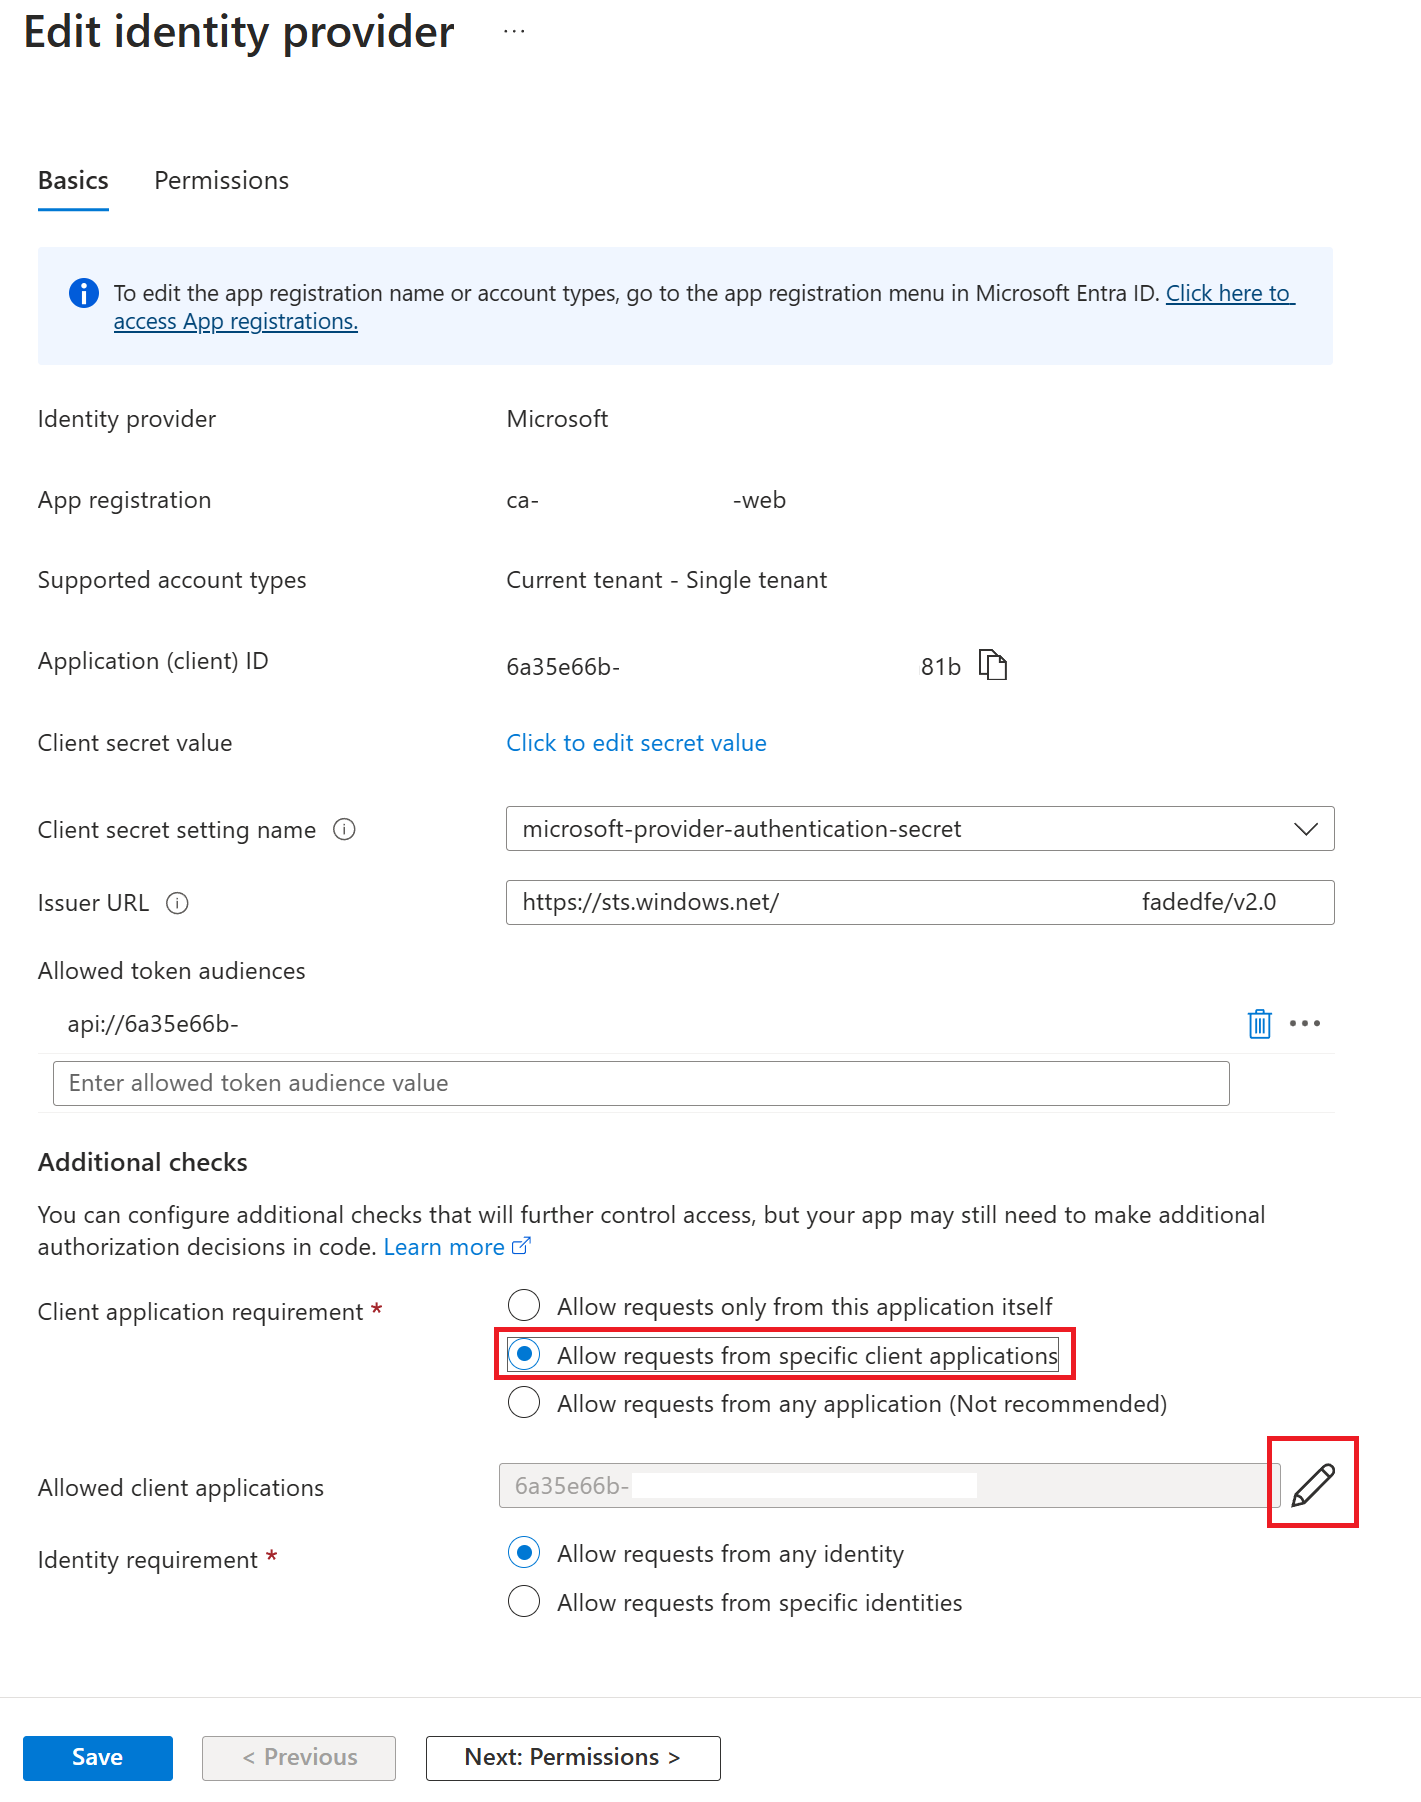 Edit identity provider ...
Basics Permissions
To edit the app registration name or account types, go to the app registration menu in Microsoft Entra ID. Click here to
access App registrations.
Identity provider Microsoft
App registration ca- -web
Supported account types Current tenant - Single tenant
Application (client) ID 6a35e66b- 81b
Client secret value Click to edit secret value
Client secret setting name microsoft-provider-authentication-secret
Issuer URL https://sts.windows.net/ fadedfe/v2.0
Allowed token audiences
api://6a35e66b-
Enter allowed token audience value
Additional checks
You can configure additional checks that will further control access, but your app may still need to make additional
authorization decisions in code. Learn more
Client application requirement *
Allow requests only from this application itself
Allow requests from specific client applications
Allow requests from any application (Not recommended)
Allowed client applications 6a35e66b-
Identity requirement *
Allow requests from any identity
Allow requests from specific identities
Save < Previous Next: Permissions >